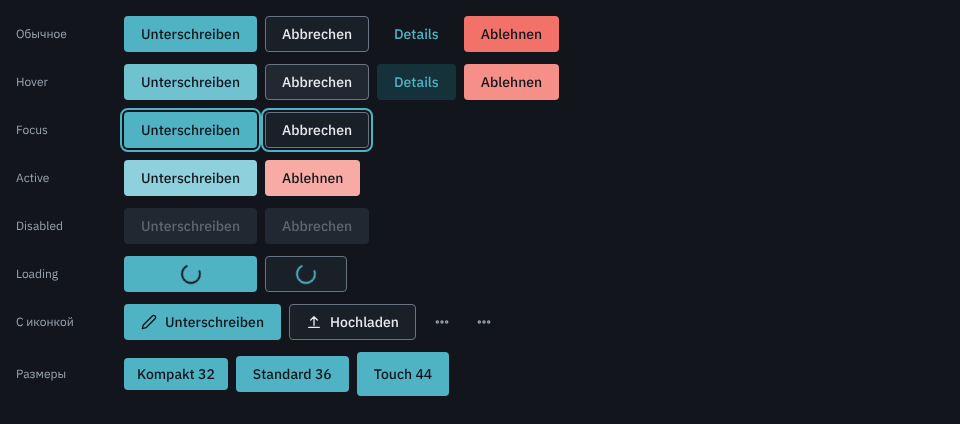 Обычное Unterschreiben Abbrechen Details Ablehnen
Hover Unterschreiben Abbrechen Details Ablehnen
Focus Unterschreiben Abbrechen
Active Unterschreiben Ablehnen
Disabled Unterschreiben Abbrechen
Loading
С иконкой Unterschreiben Hochladen
Размеры Kompakt 32 Standard 36 Touch 44